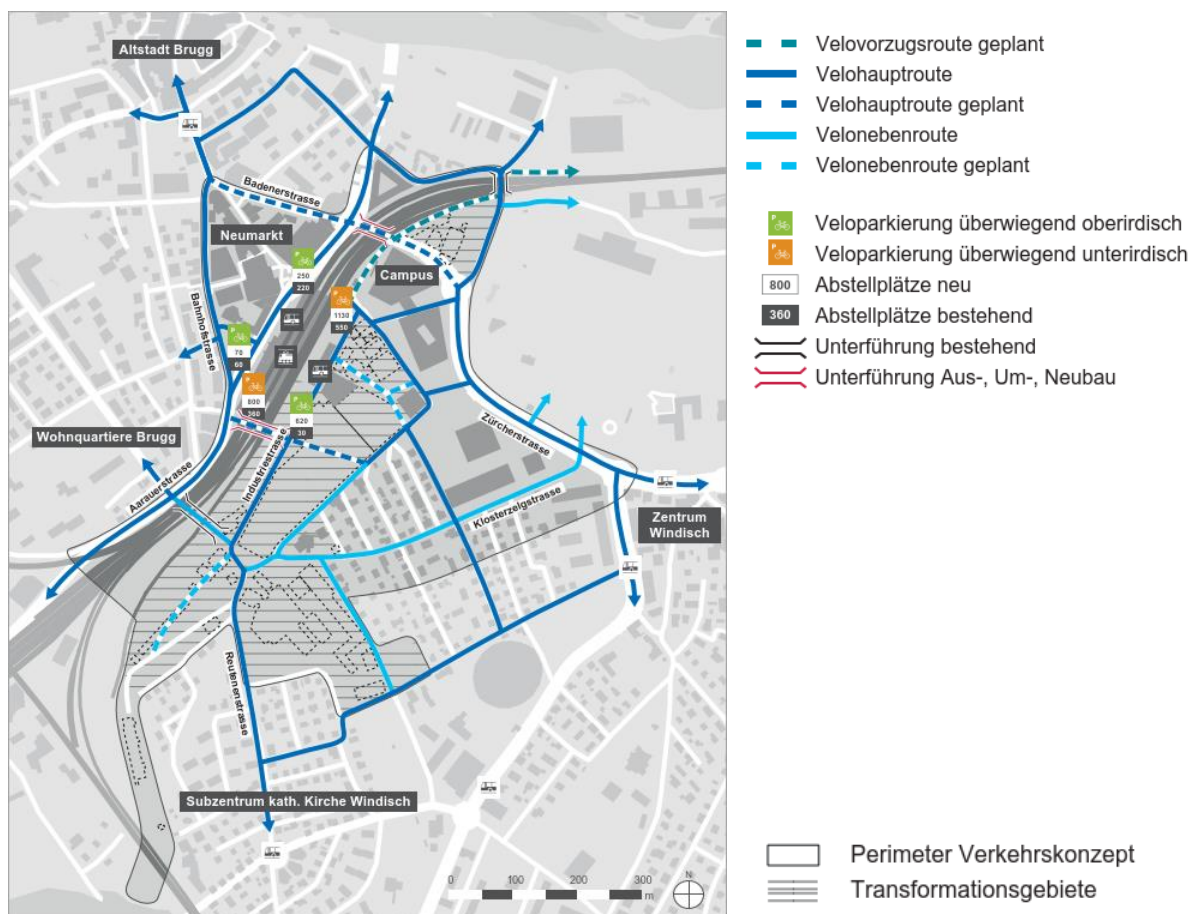 Altstadt Brugg
Badenerstrasse
Neumarkt
P
250
220
Campus
P
1130
550
Bahnhofstrasse
P
70
60
P
800
360
P
620
30
Wohnquartiere Brugg
Aarauerstrasse
Industriestrasse
Zürcherstrasse
Klosterzelgstrasse
Zentrum
Windisch
Reutenenstrasse
Subzentrum kath. Kirche Windisch
0 100 200 300
m
N
Velovorzugsroute geplant
Velohauptroute
Velohauptroute geplant
Velonebenroute
Velonebenroute geplant
P
Veloparkierung überwiegend oberirdisch
P
Veloparkierung überwiegend unterirdisch
800 Abstellplätze neu
360 Abstellplätze bestehend
Unterführung bestehend
Unterführung Aus-, Um-, Neubau
Perimeter Verkehrskonzept
Transformationsgebiete